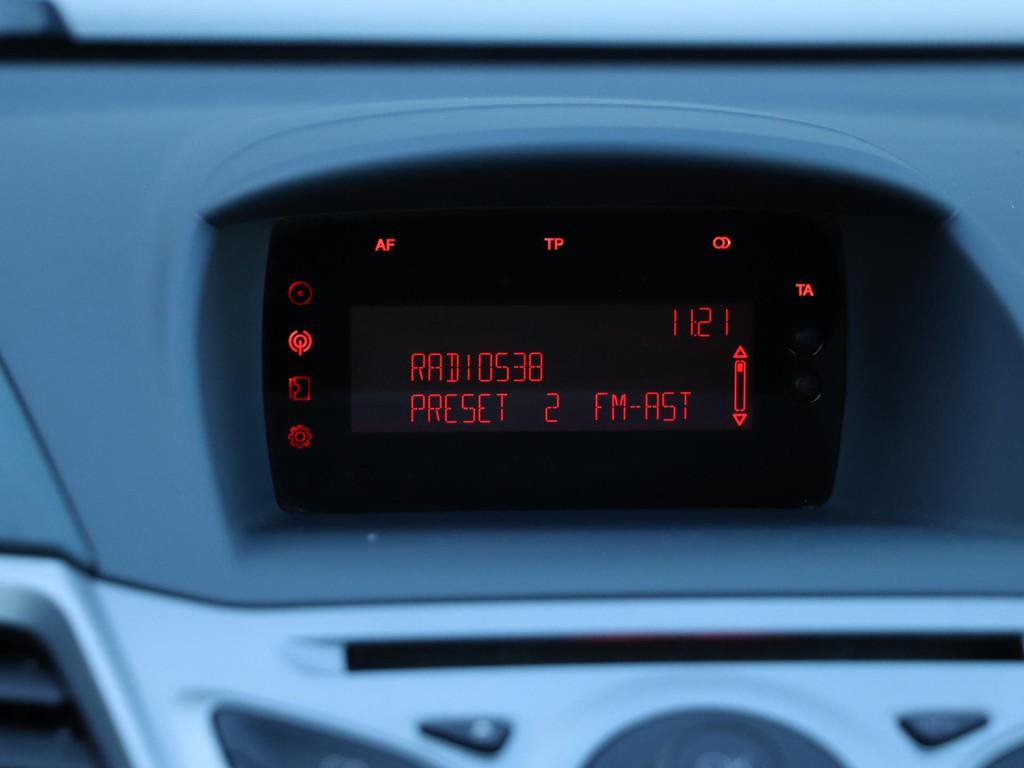 AF TP
TA
11:21
RADIO538
PRESET 2 FM-AST